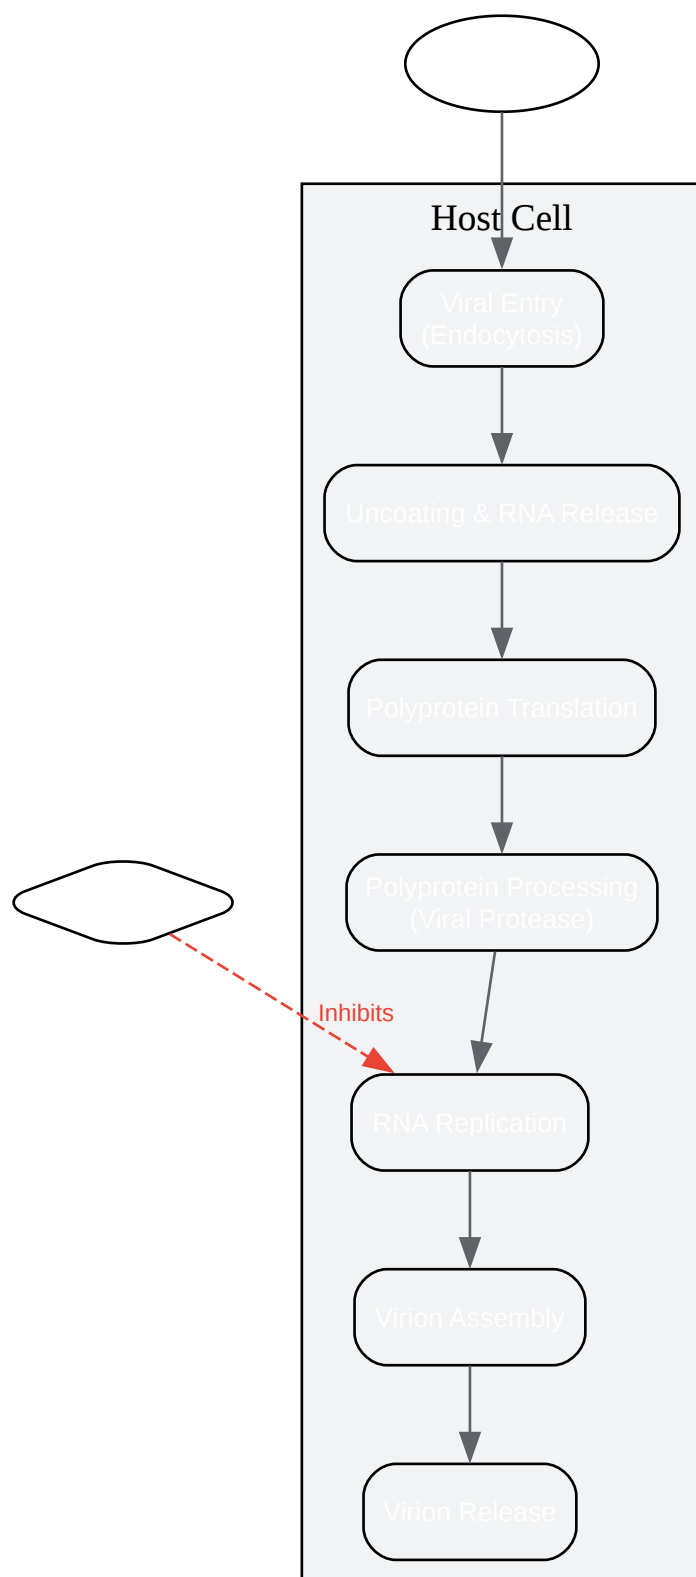 Host Cell
Viral Entry
(Endocytosis)
Uncoating & RNA Release
Polyprotein Translation
Polyprotein Processing
(Viral Protease)
Inhibits
RNA Replication
Virion Assembly
Virion Release